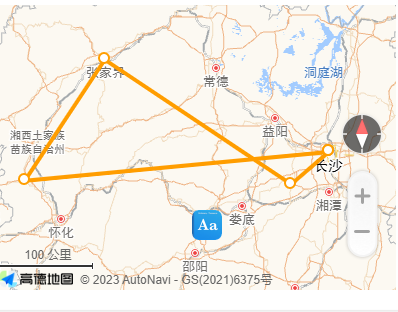 张家界
常德
洞庭湖
益阳
湘西土家族
苗族自治州
长沙
湘潭
娄底
怀化
Aa
邵阳
100 公里
高德地图 © 2023 AutoNavi - GS(2021)6375号